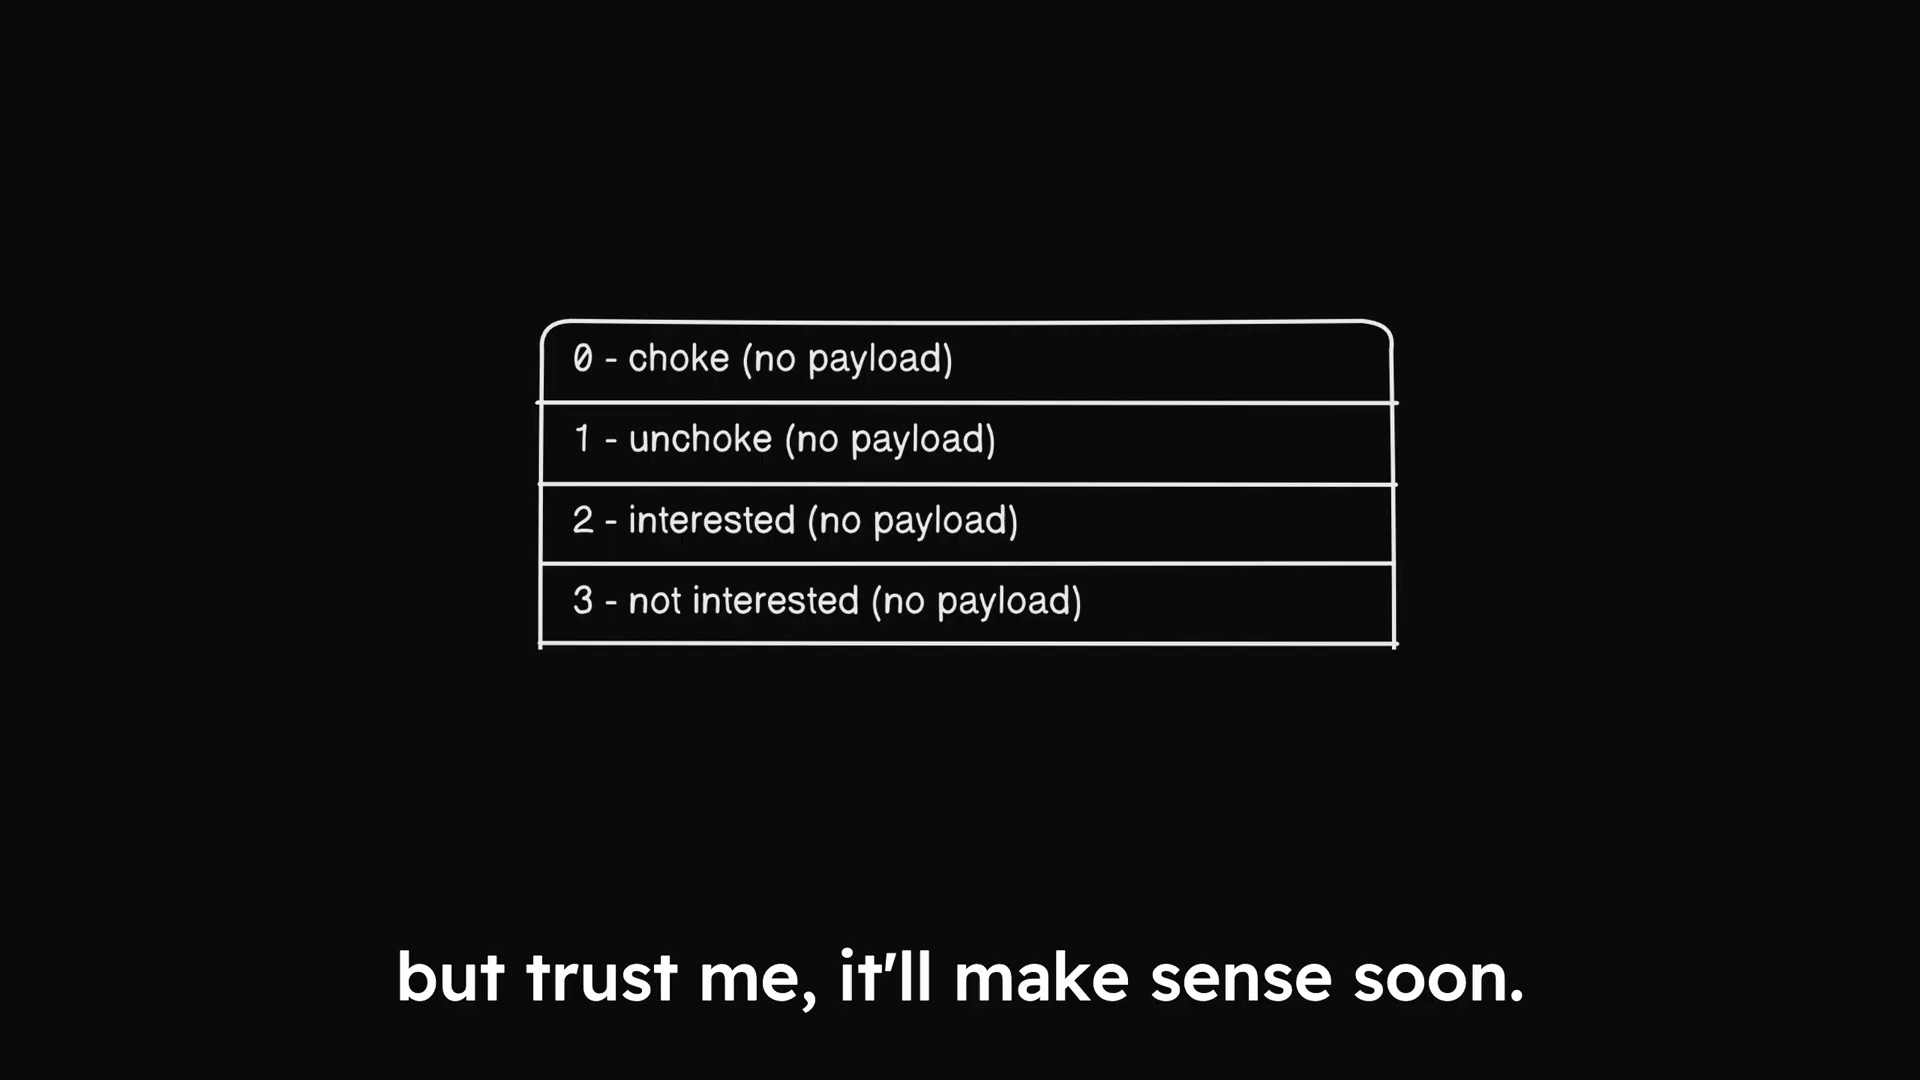 0 - choke (no payload)
1 - unchoke (no payload)
2 - interested (no payload)
3 - not interested (no payload)
but trust me, it'll make sense soon.